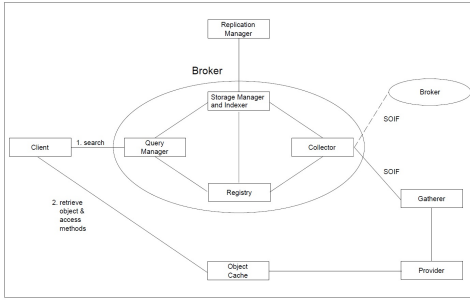 Replication
Manager
Broker
Storage Manager
and Indexer
Broker
SOIF
Client
1. search
Query
Manager
Collector
SOIF
Registry
2. retrieve
object &
access
methods
Gatherer
Object
Cache
Provider